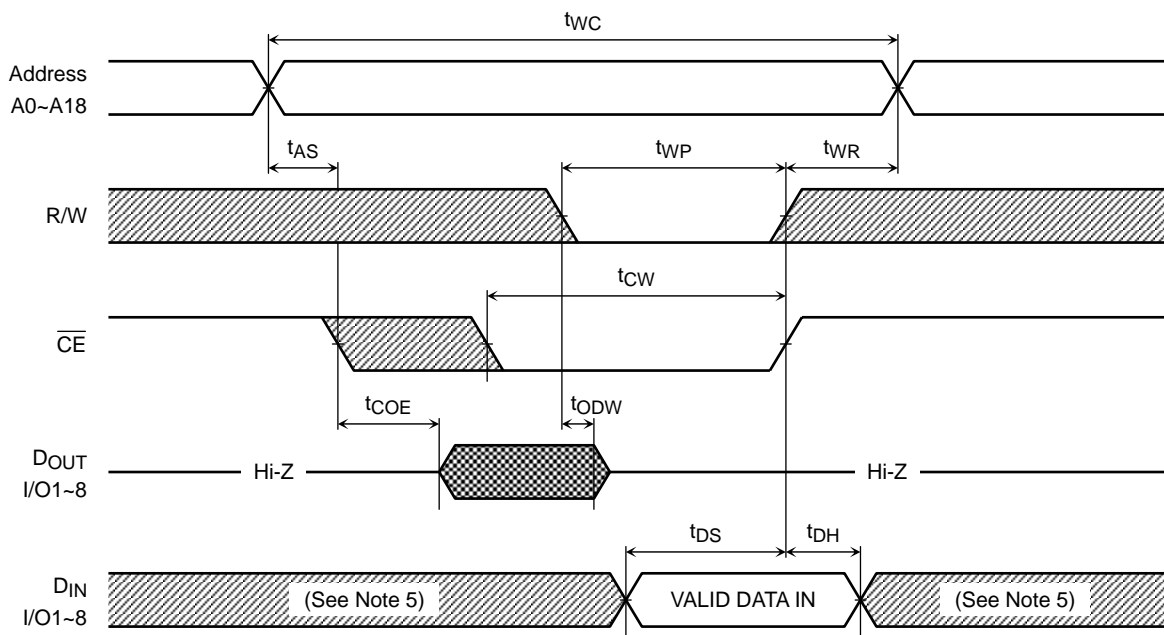 tWC
Address
A0~A18
tAS
tWP
tWR
R/W
tCW
CE
tCOE
tODW
DOUT
I/O1~8
Hi-Z
Hi-Z
tDS
tDH
DIN
I/O1~8
(See Note 5)
VALID DATA IN
(See Note 5)